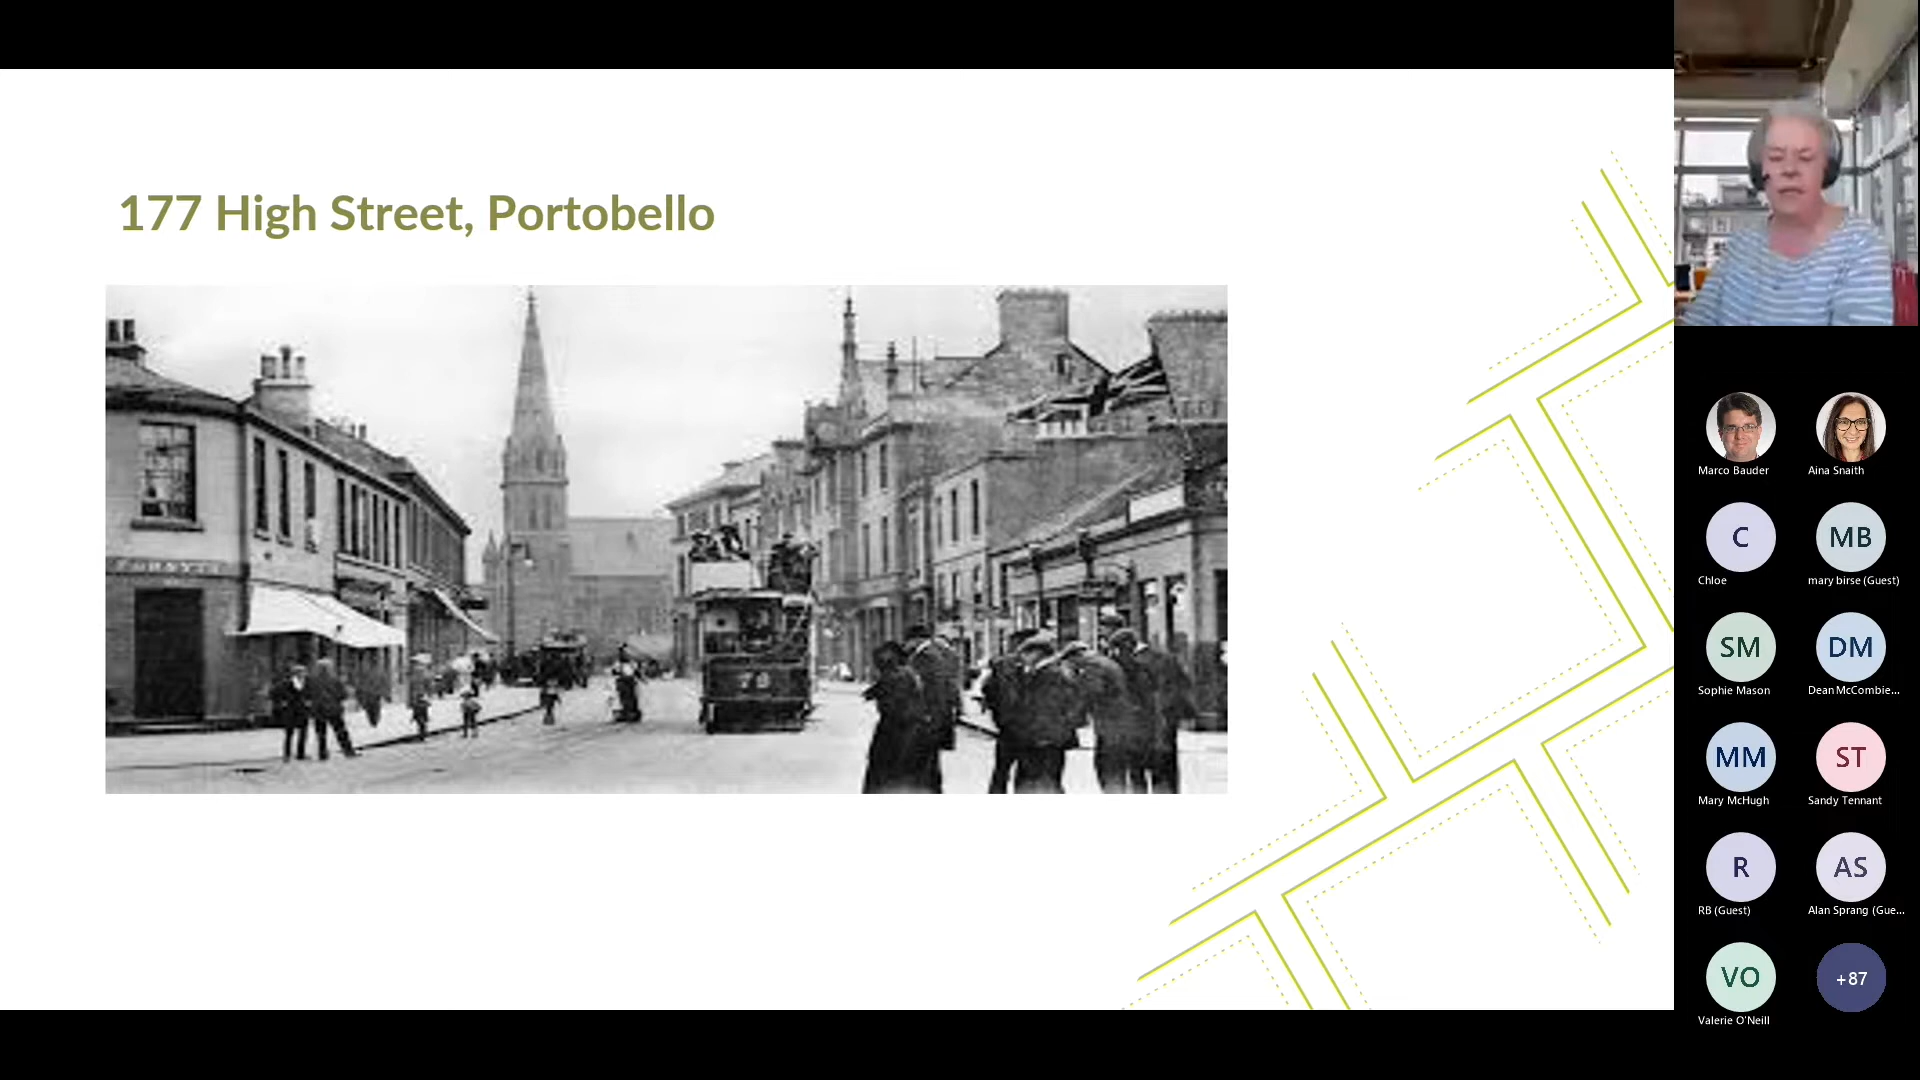 177 High Street, Portobello
78
Marco Bauder
Aina Snaith
C
MB
Chloe
mary birse (Guest)
SM
DM
Sophie Mason
Dean McCombie...
MM
ST
Mary McHugh
Sandy Tennant
R
AS
RB (Guest)
Alan Sprang (Gue...
VO
+87
Valerie O'Neill